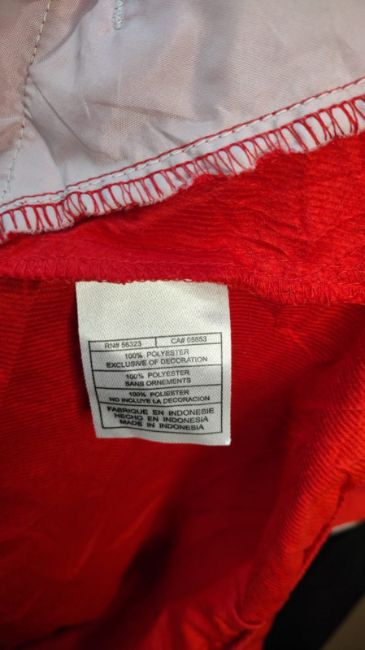 RN# 56323 CA# 05553
100% POLYESTER
EXCLUSIVE OF DECORATION
100% POLYESTER
SANS ORNEMENTS
100% POLIESTER
NO INCLUYE LA DECORACION
FABRIQUE EN INDONESIE
HECHO EN INDONESIA
MADE IN INDONESIA